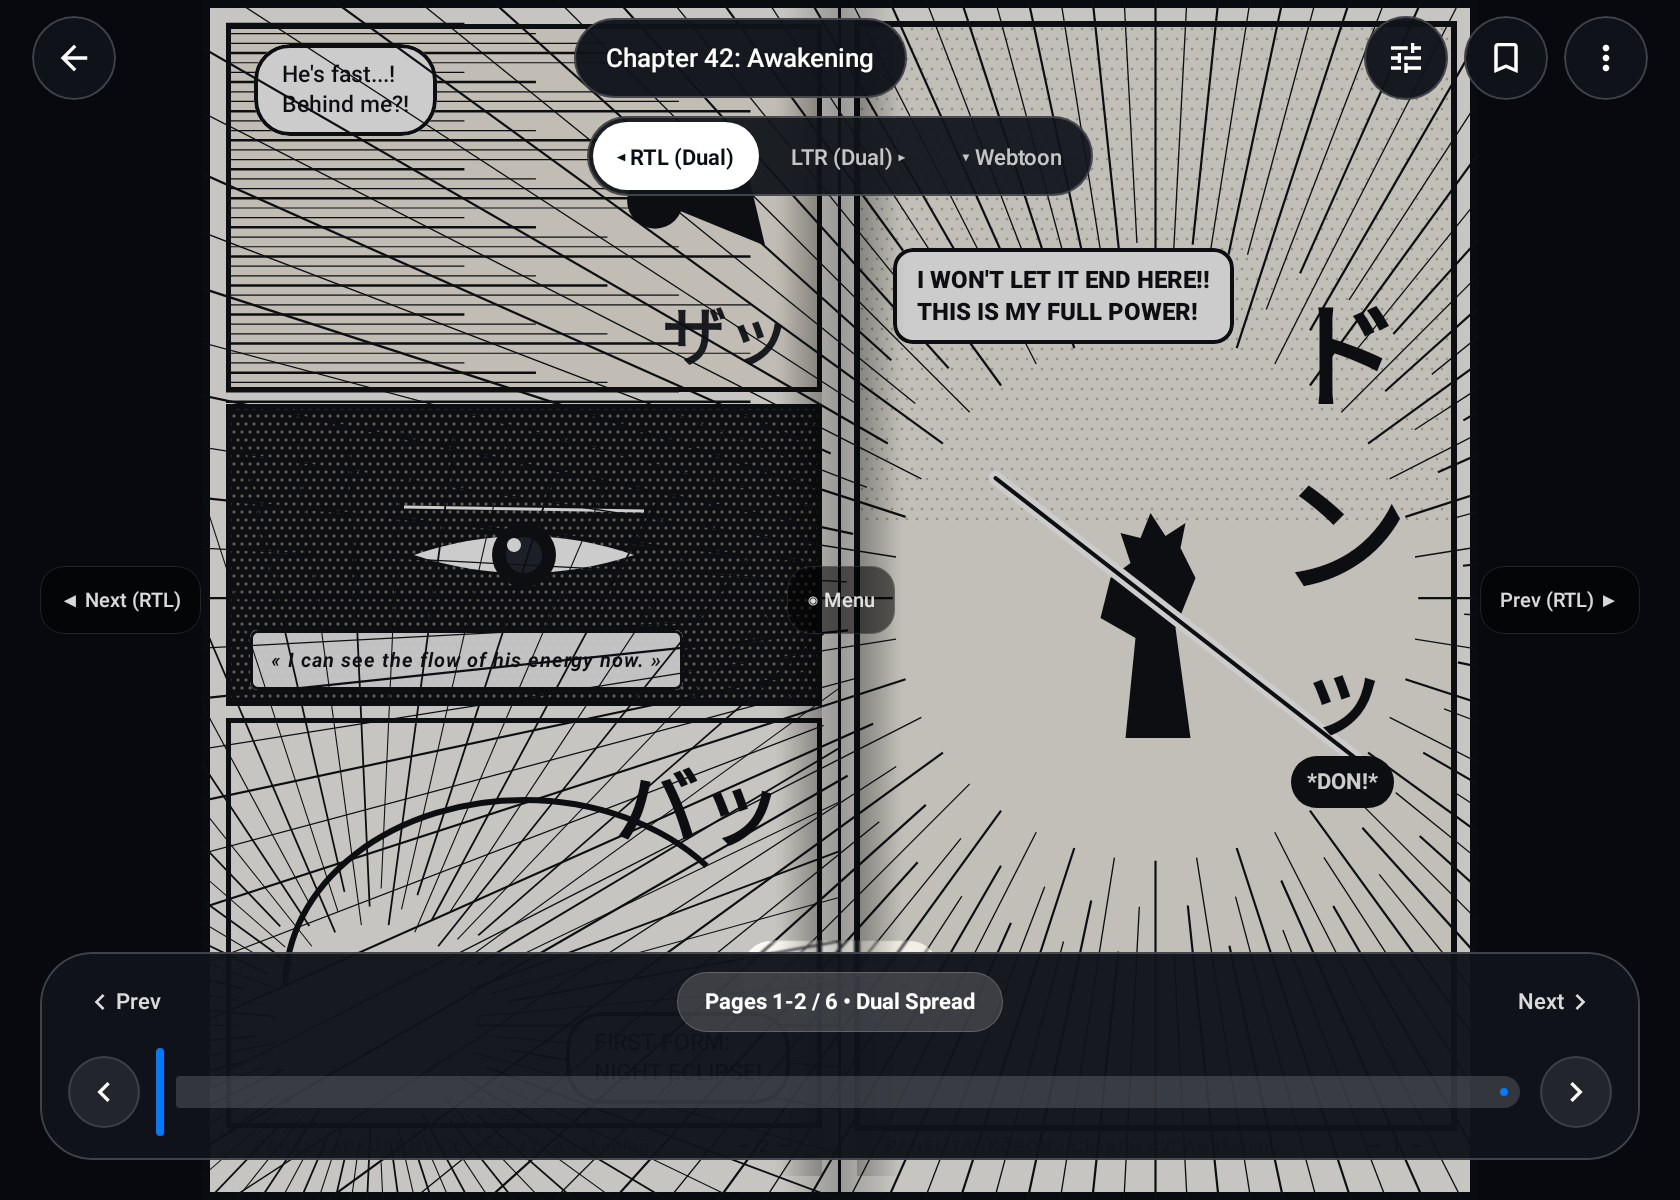 Chapter 42: Awakening
RTL (Dual)
LTR (Dual)
Webtoon
He's fast...!
Behind me?!
ザッ
I WON'T LET IT END HERE!!
THIS IS MY FULL POWER!
ドンッ
*DON!*
« I can see the flow of his energy now. »
バッ
Next (RTL)
Menu
Prev (RTL)
FIRST FORM:
NIGHT ECLIPSE!
Prev
Pages 1-2 / 6 • Dual Spread
Next